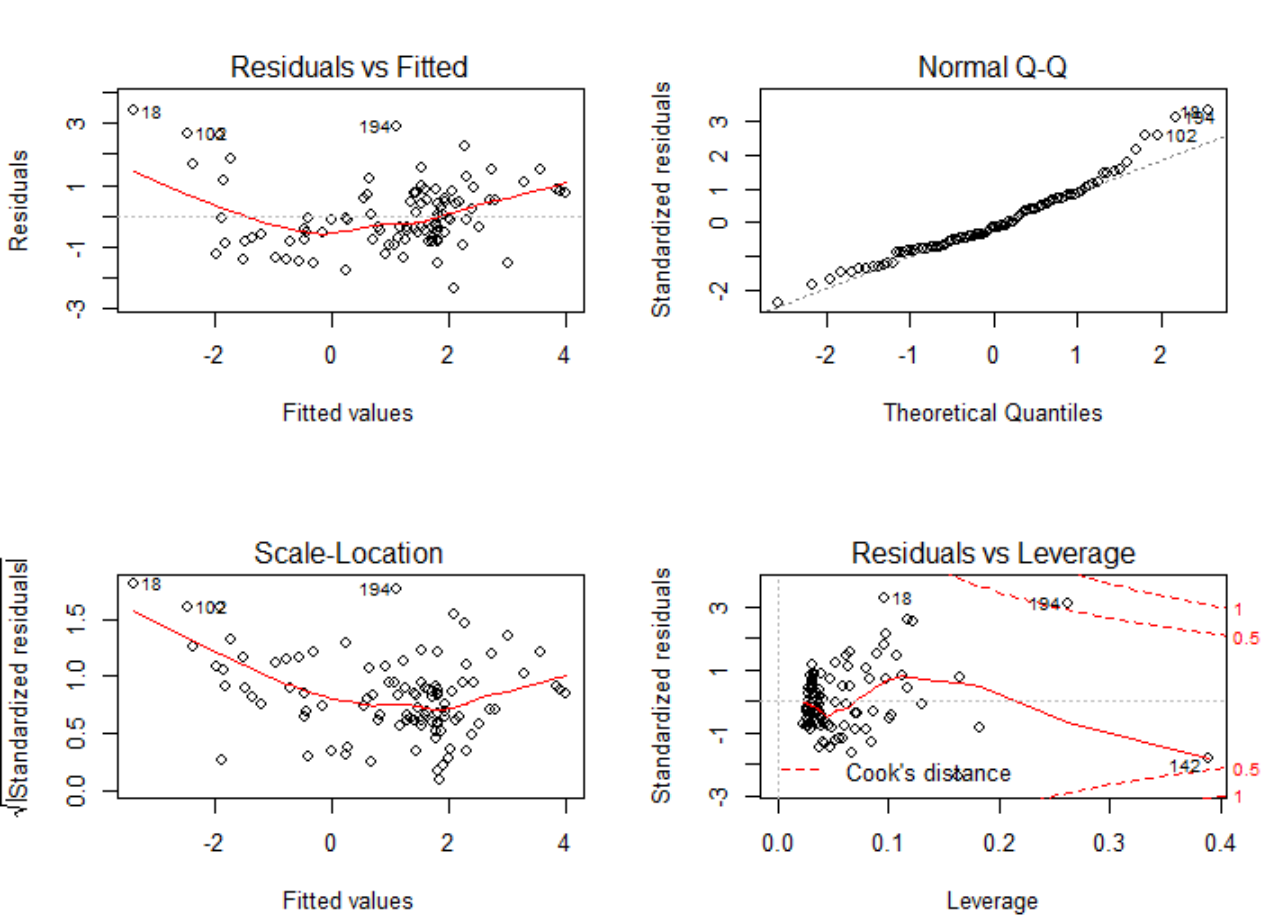 Residuals vs Fitted
Residuals
3
1
-1
-3
18
102
194
-2 0 2 4
Fitted values
Normal Q-Q
Standardized residuals
3
2
1
0
-2
194
102
-2 -1 0 1 2
Theoretical Quantiles
Scale-Location
√|Standardized residuals|
1.5
1.0
0.5
0.0
18
102
194
-2 0 2 4
Fitted values
Residuals vs Leverage
Standardized residuals
3
1
-1
-3
18
194
142
1
0.5
0.5
1
Cook's distance
0.0 0.1 0.2 0.3 0.4
Leverage